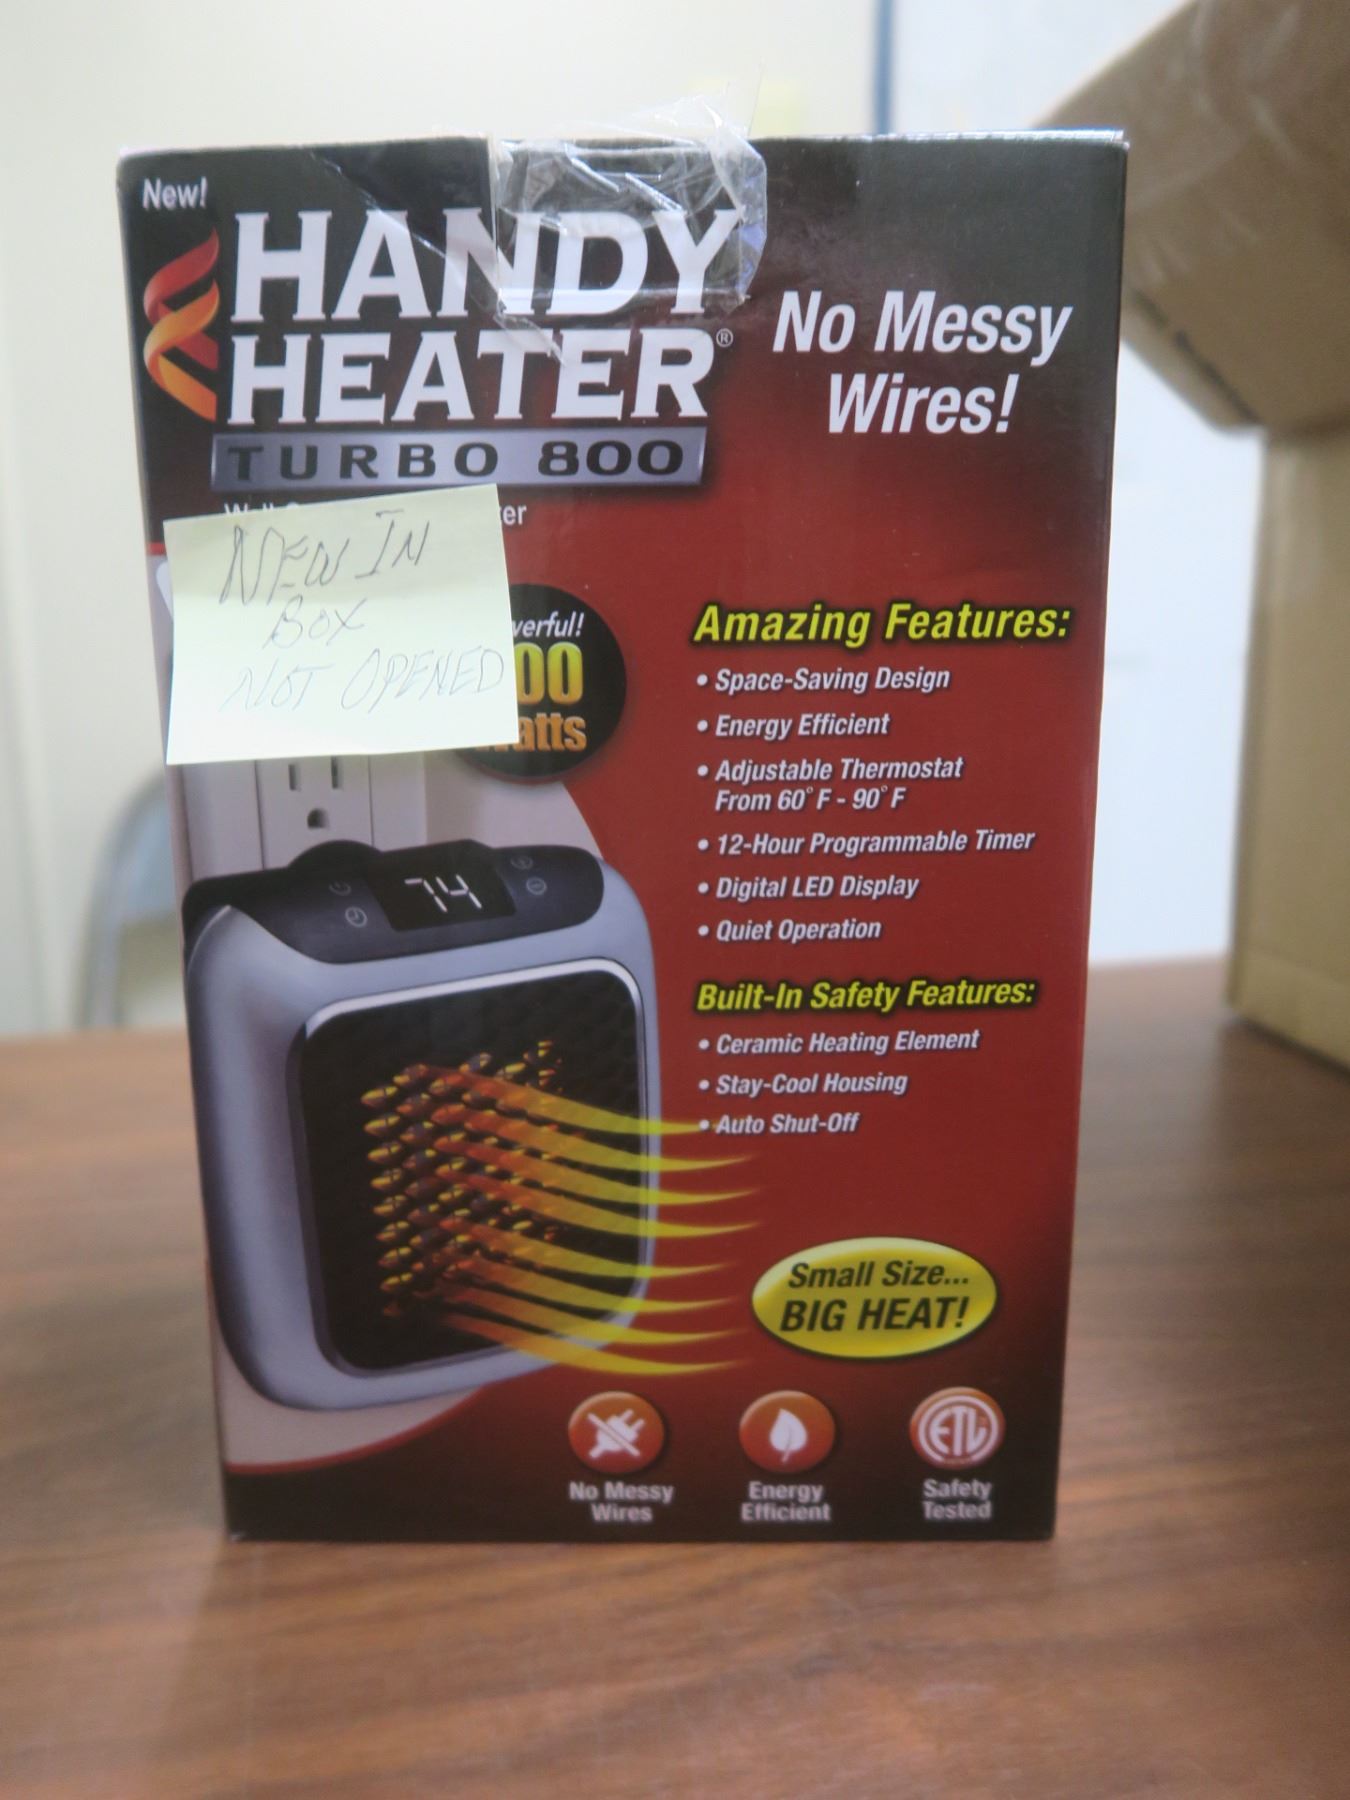 New!
HANDY
HEATER®
TURBO 800
No Messy
Wires!
NEW IN
BOX
NOT OPENED
00
Amazing Features:
• Space-Saving Design
• Energy Efficient
• Adjustable Thermostat
From 60° F - 90° F
• 12-Hour Programmable Timer
• Digital LED Display
• Quiet Operation
74
Built-In Safety Features:
• Ceramic Heating Element
• Stay-Cool Housing
• Auto Shut-Off
Small Size...
BIG HEAT!
ETL
No Messy
Wires
Energy
Efficient
Safety
Tested